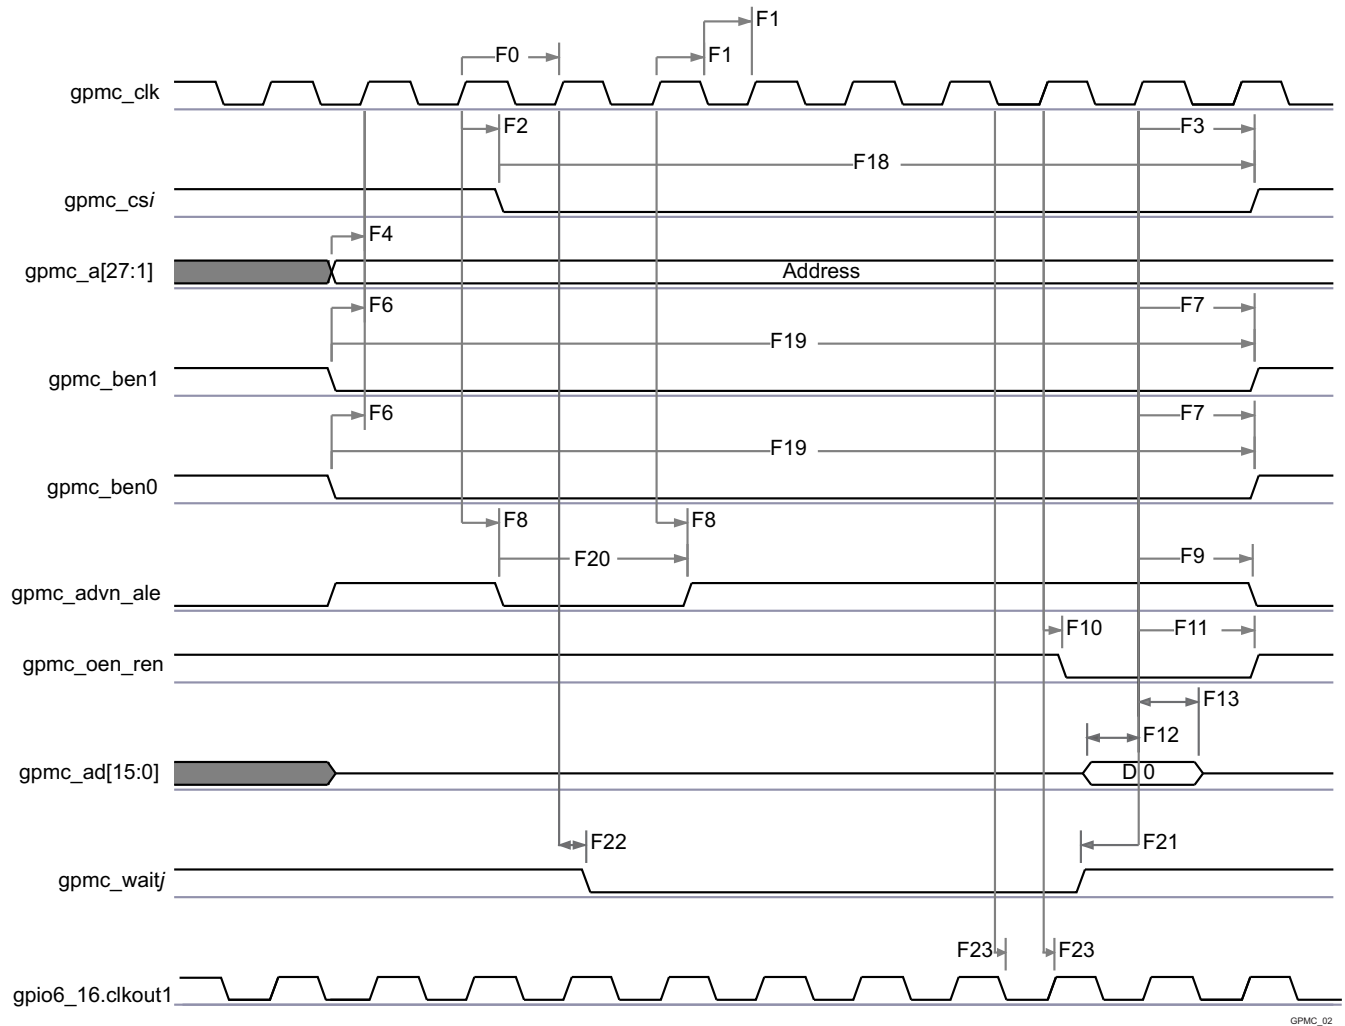 F1
F0
F1
gpmc_clk
F2
F3
F18
gpmc_csi
F4
gpmc_a[27:1]
Address
F6
F7
F19
gpmc_ben1
F6
F7
F19
gpmc_ben0
F8
F8
F20
F9
gpmc_advn_ale
F10
F11
gpmc_oen_ren
F13
F12
gpmc_ad[15:0]
D 0
F22
F21
gpmc_waitj
F23
F23
gpio6_16.clkout1
GPMC_02